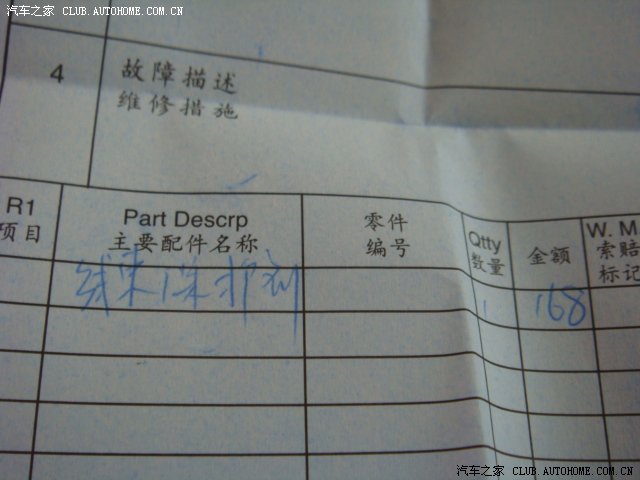 汽车之家 CLUB.AUTOHOME.COM.CN
4
故障描述
维修措施
R1
项目
Part Descrp
主要配件名称
零件
编号
Qtty
数量
金额
W. M
索赔
标记
线束保护剂
1
168
汽车之家 CLUB.AUTOHOME.COM.CN